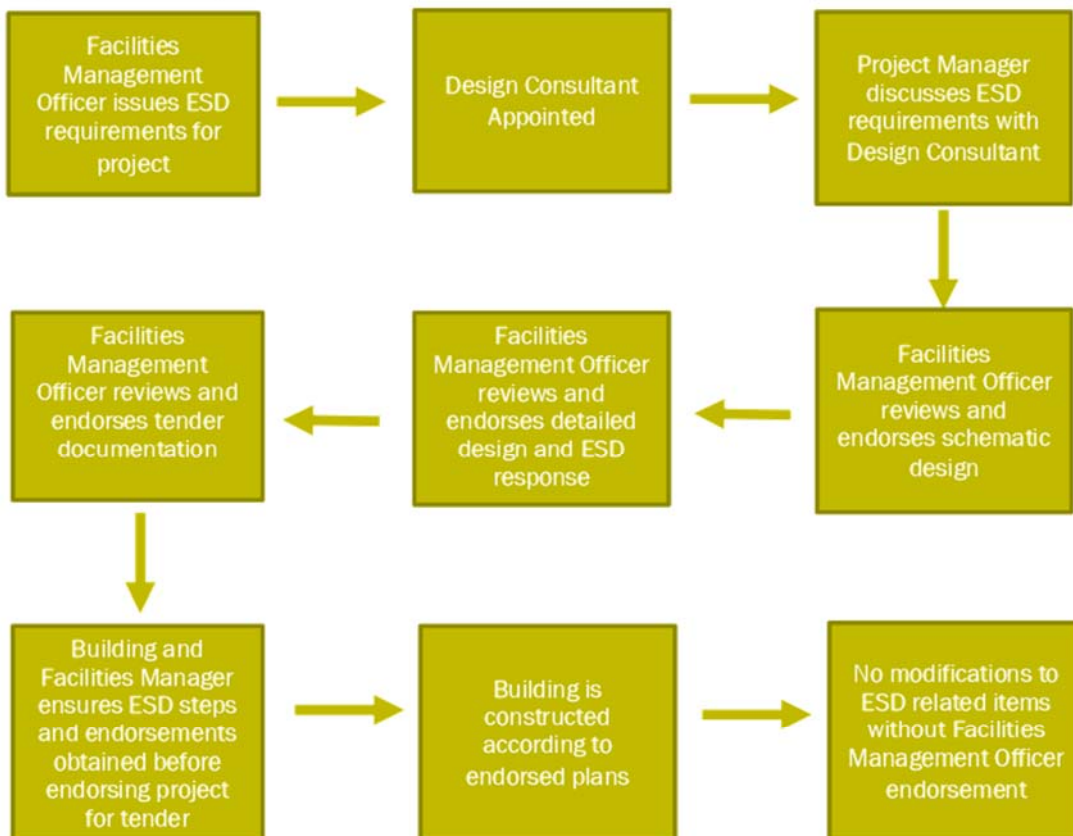 Facilities
Management
Officer issues ESD
requirements for
project
Design Consultant
Appointed
Project Manager
discusses ESD
requirements with
Design Consultant
Facilities
Management Officer
reviews and
endorses schematic
design
Facilities
Management Officer
reviews and
endorses detailed
design and ESD
response
Facilities
Management
Officer reviews and
endorses tender
documentation
Building and
Facilities Manager
ensures ESD steps
and endorsements
obtained before
endorsing project
for tender
Building is
constructed
according to
endorsed plans
No modifications to
ESD related items
without Facilities
Management Officer
endorsement